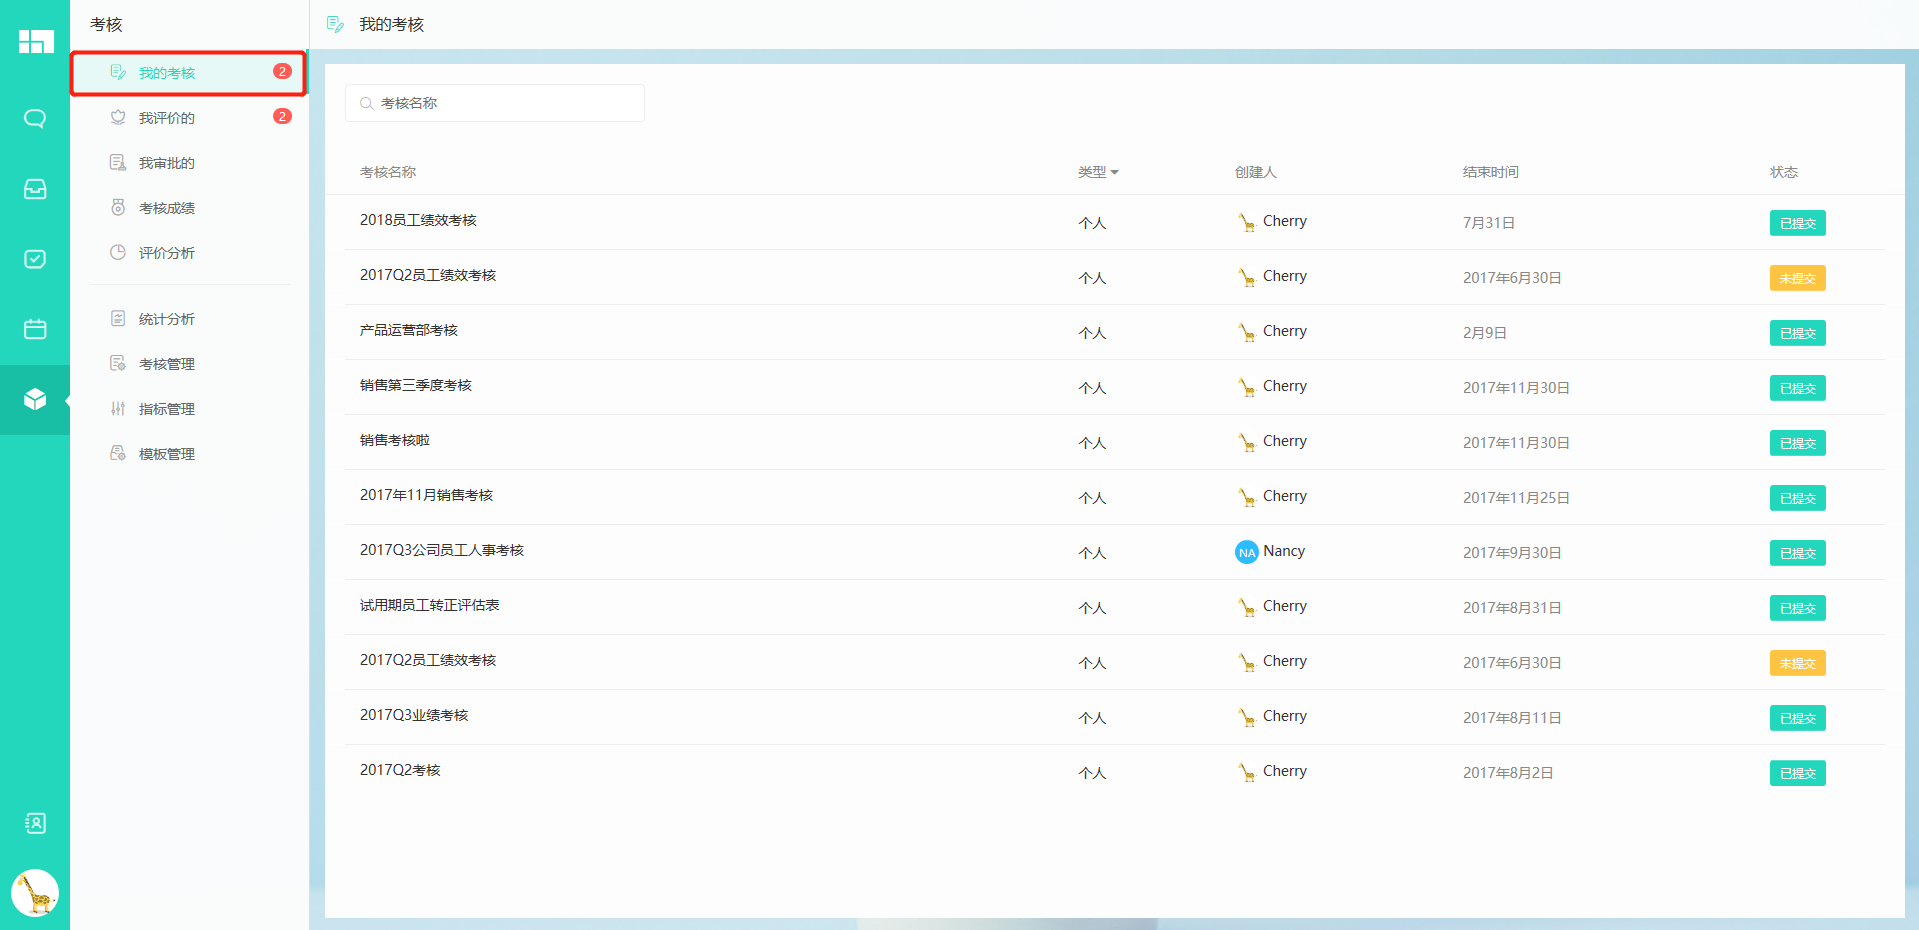 考核
我的考核 2
我评价的 2
我审批的
考核成绩
评价分析
统计分析
考核管理
指标管理
模板管理
我的考核
考核名称
考核名称 类型 创建人 结束时间 状态
2018员工绩效考核 个人 Cherry 7月31日 已提交
2017Q2员工绩效考核 个人 Cherry 2017年6月30日 未提交
产品运营部考核 个人 Cherry 2月9日 已提交
销售第三季度考核 个人 Cherry 2017年11月30日 已提交
销售考核啦 个人 Cherry 2017年11月30日 已提交
2017年11月销售考核 个人 Cherry 2017年11月25日 已提交
2017Q3公司员工人事考核 个人 NA Nancy 2017年9月30日 已提交
试用期员工转正评估表 个人 Cherry 2017年8月31日 已提交
2017Q2员工绩效考核 个人 Cherry 2017年6月30日 未提交
2017Q3业绩考核 个人 Cherry 2017年8月11日 已提交
2017Q2考核 个人 Cherry 2017年8月2日 已提交